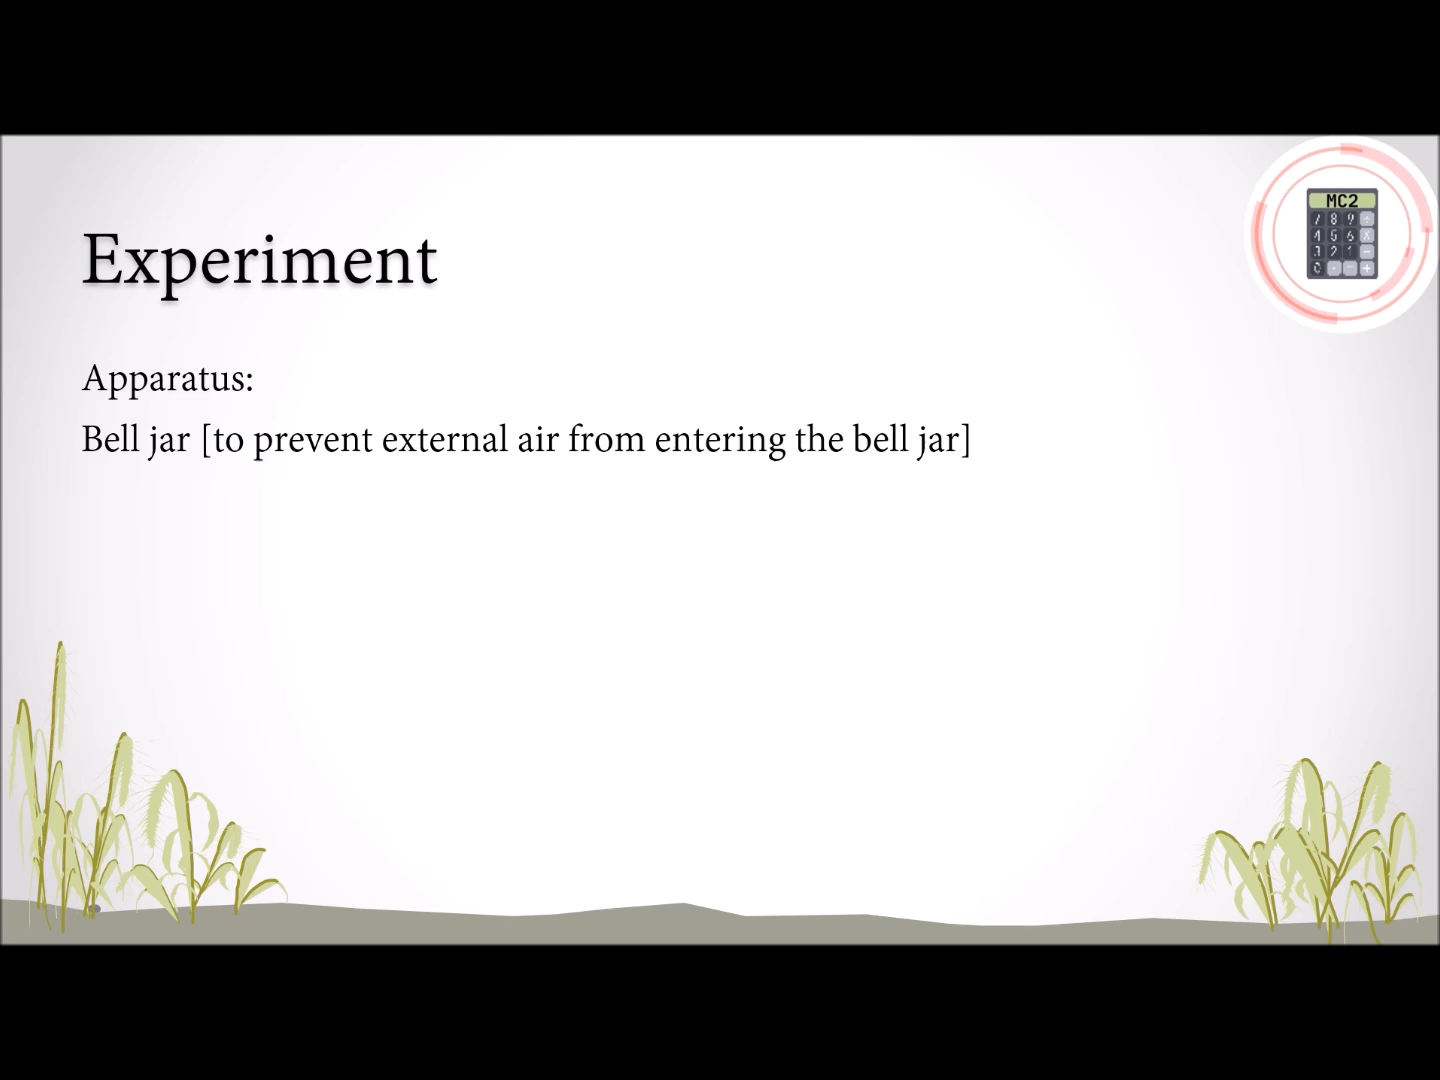 MC2
Experiment
Apparatus:
Bell jar [to prevent external air from entering the bell jar]